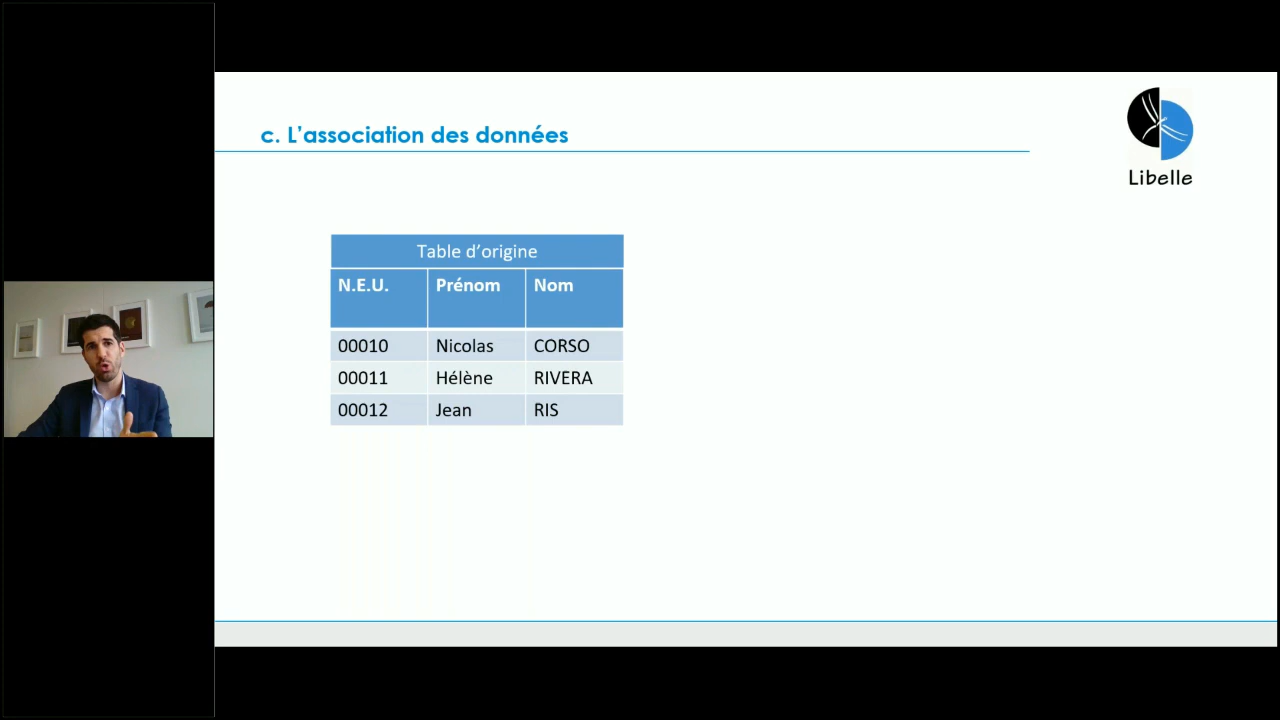 c. L'association des données
Libelle
Table d'origine
N.E.U. Prénom Nom
00010 Nicolas CORSO
00011 Hélène RIVERA
00012 Jean RIS